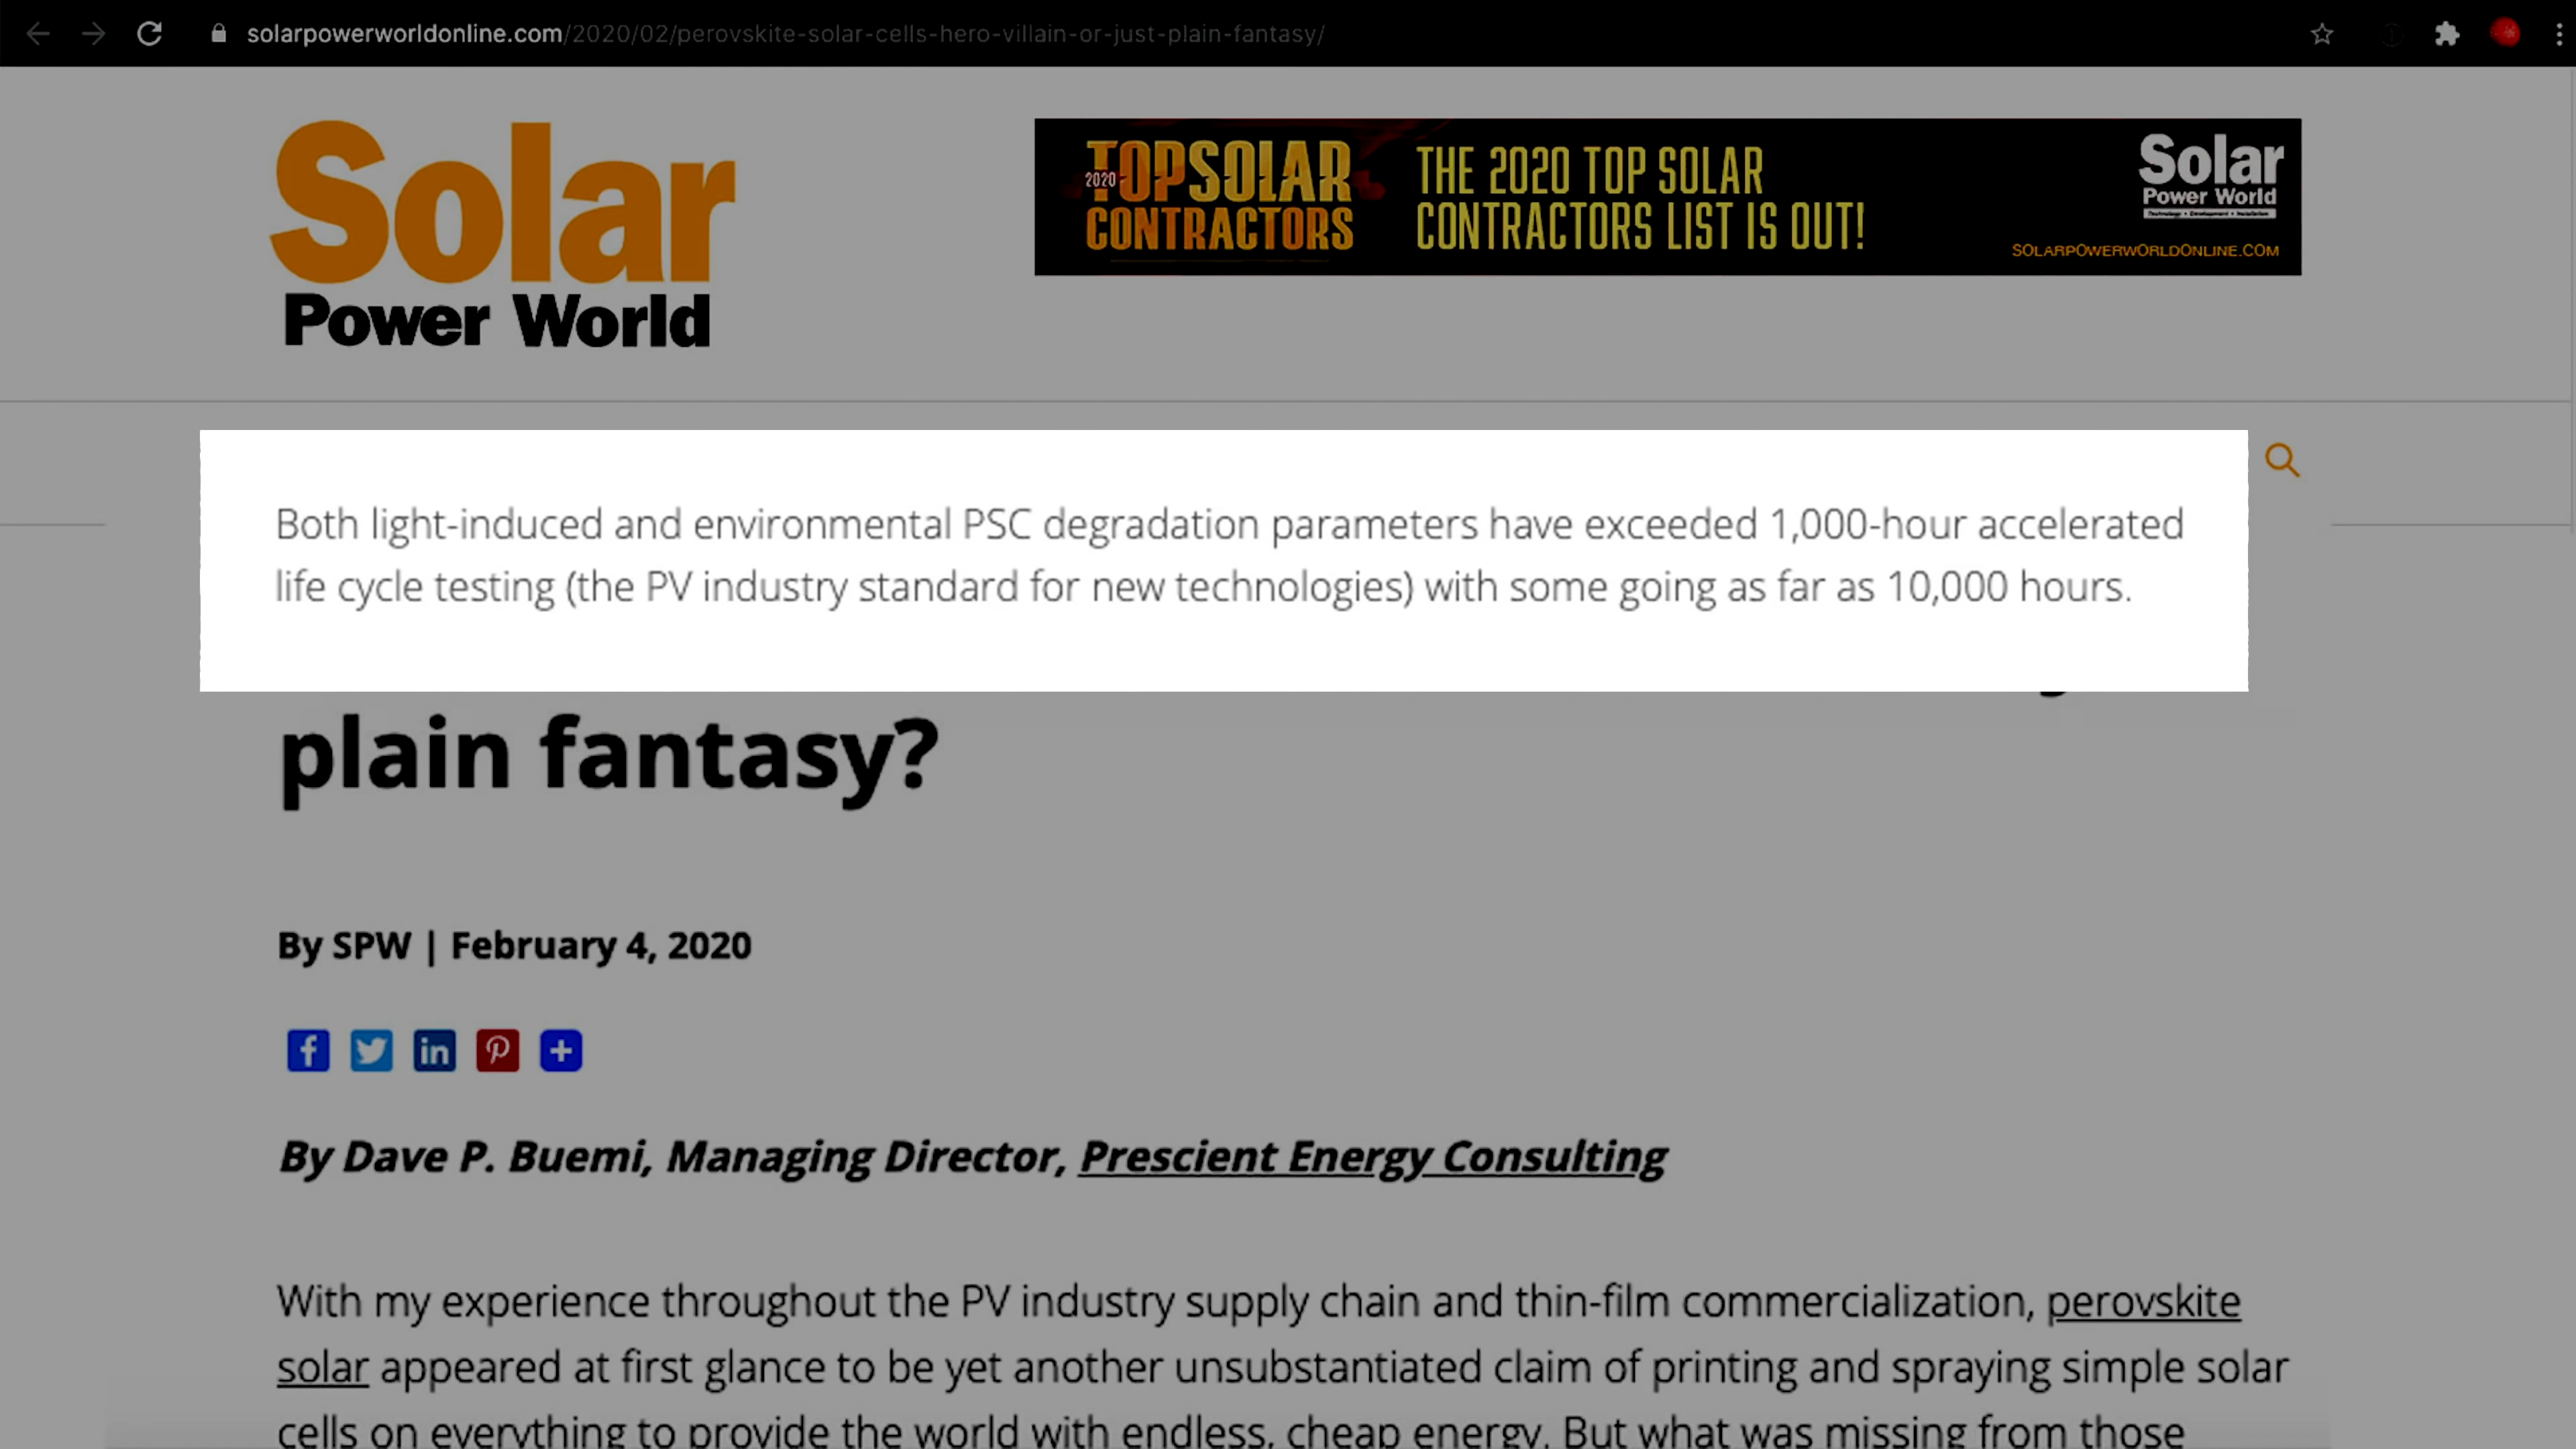 solarpowerworldonline.com/2020/02/perovskite-solar-cells-hero-villain-or-just-plain-fantasy/
Solar
Power World
2020
TOPSOLAR
CONTRACTORS
THE 2020 TOP SOLAR
CONTRACTORS LIST IS OUT!
Solar
Power World
Technology • Development • Installation
SOLARPOWERWORLDONLINE.COM
Both light-induced and environmental PSC degradation parameters have exceeded 1,000-hour accelerated
life cycle testing (the PV industry standard for new technologies) with some going as far as 10,000 hours.
plain fantasy?
By SPW | February 4, 2020
By Dave P. Buemi, Managing Director, Prescient Energy Consulting
With my experience throughout the PV industry supply chain and thin-film commercialization, perovskite
solar appeared at first glance to be yet another unsubstantiated claim of printing and spraying simple solar
cells on everything to provide the world with endless, cheap energy. But what was missing from those